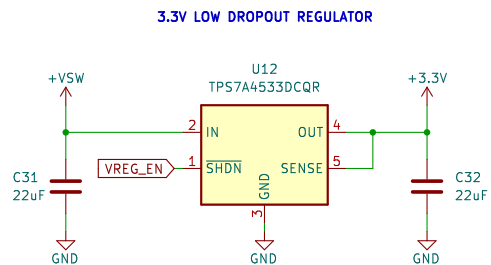 3.3V LOW DROPOUT REGULATOR
U12
TPS7A4533DCQR
+VSW
+3.3V
2 IN
OUT 4
1 SHDN
SENSE 5
VREG_EN
GND
3
C31
22uF
C32
22uF
GND
GND
GND